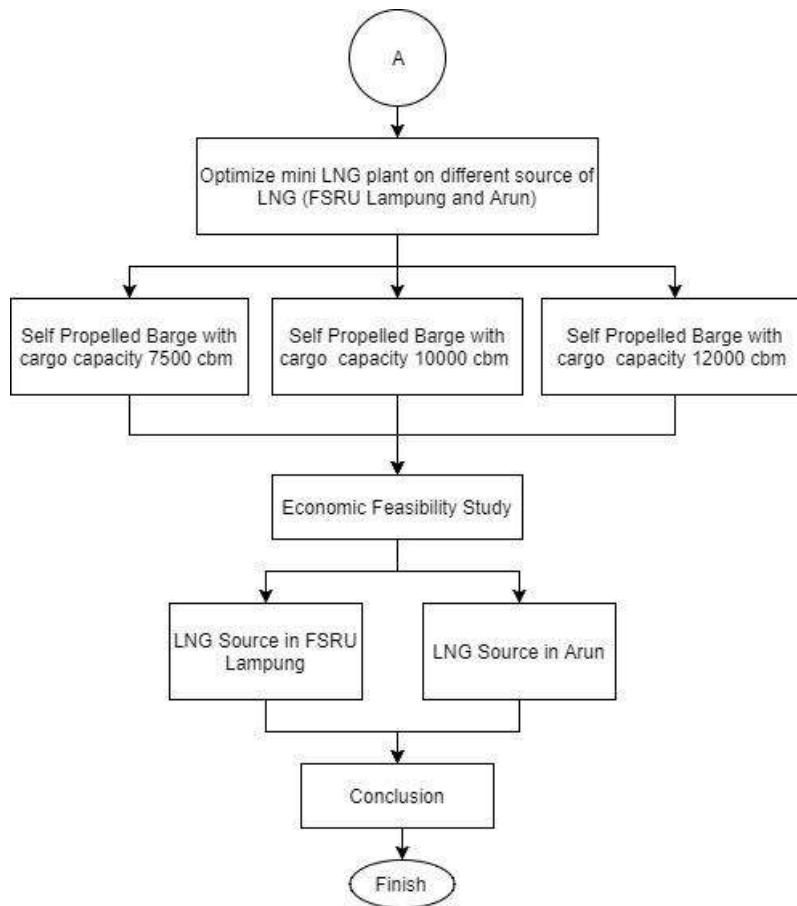 A
Optimize mini LNG plant on different source of
LNG (FSRU Lampung and Arun)
Self Propelled Barge with
cargo capacity 7500 cbm
Self Propelled Barge with
cargo capacity 10000 cbm
Self Propelled Barge with
cargo capacity 12000 cbm
Economic Feasibility Study
LNG Source in FSRU
Lampung
LNG Source in Arun
Conclusion
Finish